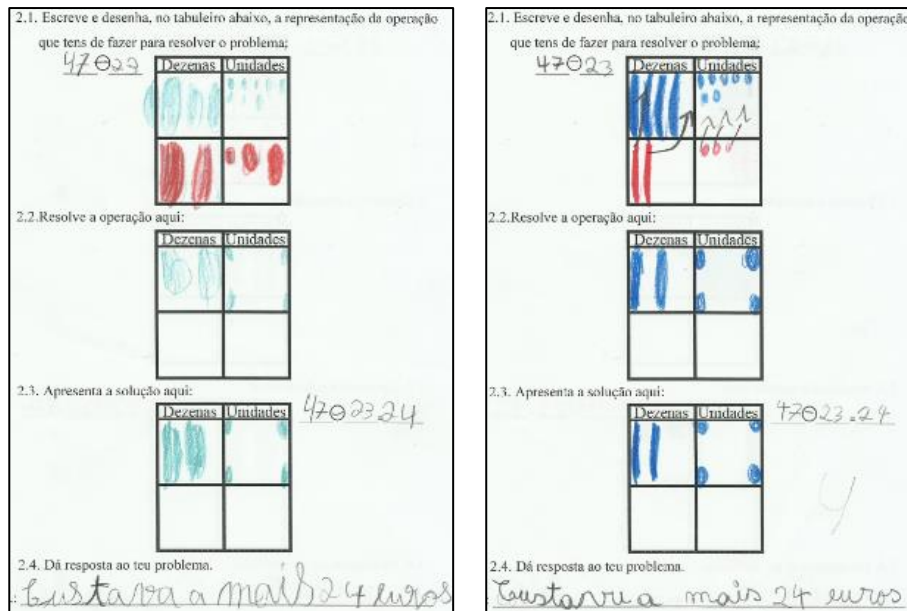 2.1. Escreve e desenha, no tabuleiro abaixo, a representação da operação
que tens de fazer para resolver o problema;
47 ⊖ 23
Dezenas Unidades
2.2.Resolve a operação aqui:
Dezenas Unidades
2.3. Apresenta a solução aqui:
Dezenas Unidades
47 ⊖ 23.24
2.4. Dá resposta ao teu problema.
Custava a mais 24 euros
2.1. Escreve e desenha, no tabuleiro abaixo, a representação da operação
que tens de fazer para resolver o problema;
47 ⊖ 23
Dezenas Unidades
2.2.Resolve a operação aqui:
Dezenas Unidades
2.3. Apresenta a solução aqui:
Dezenas Unidades
47 ⊖ 23.24
4
2.4. Dá resposta ao teu problema.
a mais 24 euros